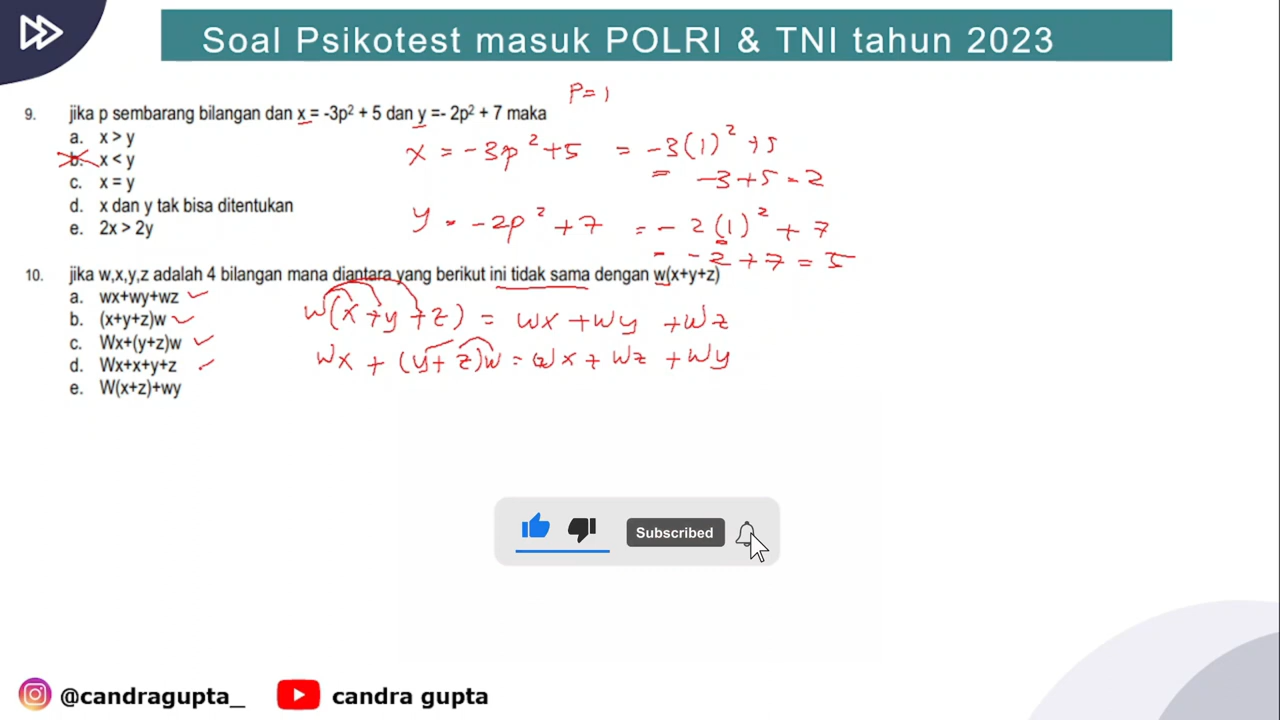 Soal Psikotest masuk POLRI & TNI tahun 2023
P = 1
9. jika p sembarang bilangan dan x = -3p² + 5 dan y =- 2p² + 7 maka
a. x > y
b. x < y
c. x = y
d. x dan y tak bisa ditentukan
e. 2x > 2y
x = -3p² +5 = -3(1)² +5
= -3+5 = 2
y = -2p² +7 = -2(1)² + 7
= -2+7 = 5
10. jika w,x,y,z adalah 4 bilangan mana diantara yang berikut ini tidak sama dengan w(x+y+z)
a. wx+wy+wz
b. (x+y+z)w
c. Wx+(y+z)w
d. Wx+x+y+z
e. W(x+z)+wy
w(x+y+z) = wx +wy +wz
wx + (y+z)w = wx + wz + wy
Subscribed
@candragupta_
candra gupta